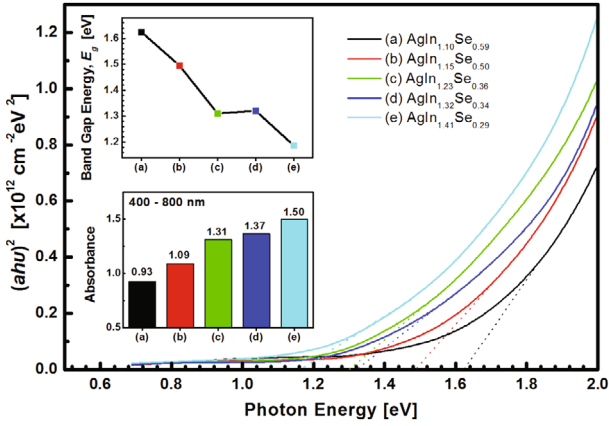 Band Gap Energy, E_g [eV]
1.6
1.5
1.4
1.3
1.2
(a) (b) (c) (d) (e)
(a) AgIn1.10Se0.59
(b) AgIn1.15Se0.50
(c) AgIn1.23Se0.36
(d) AgIn1.32Se0.34
(e) AgIn1.41Se0.29
400 - 800 nm
Absorbance
1.5
1.0
0.5
0.93 1.09 1.31 1.37 1.50
(a) (b) (c) (d) (e)
(ahυ)² [x10¹² cm⁻²eV²]
1.2
1.0
0.8
0.6
0.4
0.2
0.0
0.6 0.8 1.0 1.2 1.4 1.6 1.8 2.0
Photon Energy [eV]